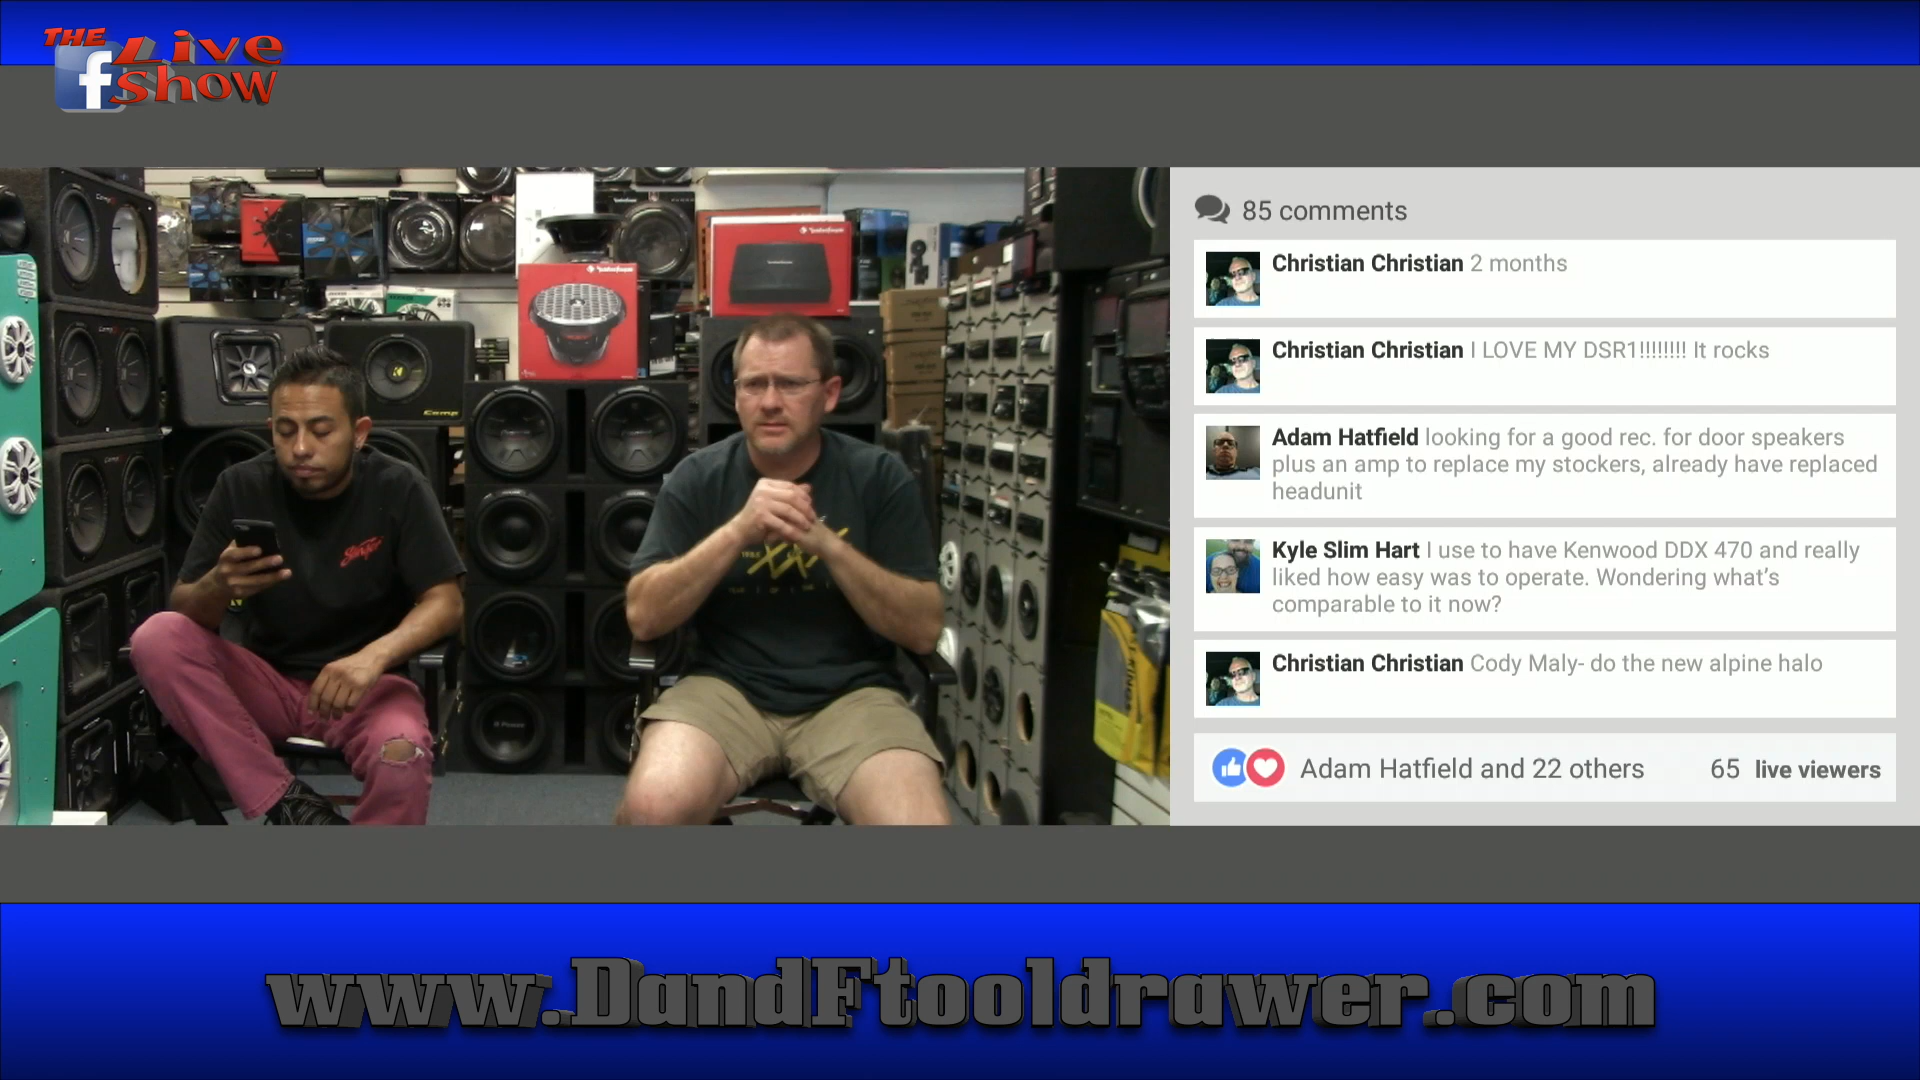 THE Live
f Show
85 comments
Christian Christian 2 months
Christian Christian I LOVE MY DSR1!!!!!!!! It rocks
Adam Hatfield looking for a good rec. for door speakers
plus an amp to replace my stockers, already have replaced
headunit
Kyle Slim Hart I use to have Kenwood DDX 470 and really
liked how easy was to operate. Wondering what's
comparable to it now?
Christian Christian Cody Maly- do the new alpine halo
Adam Hatfield and 22 others 65 live viewers
Comp
Stinger
XXX
www.DandFtooldrawer.com